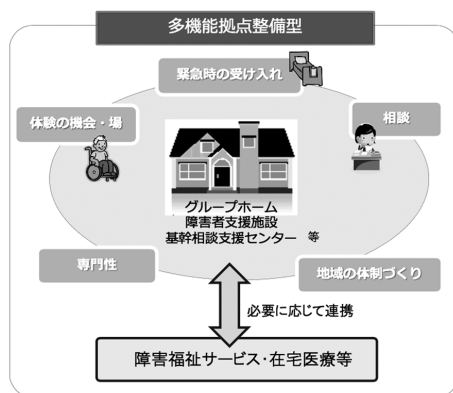 多機能拠点整備型
緊急時の受け入れ
体験の機会・場
相談
グループホーム
障害者支援施設
基幹相談支援センター 等
専門性
地域の体制づくり
必要に応じて連携
障害福祉サービス・在宅医療等